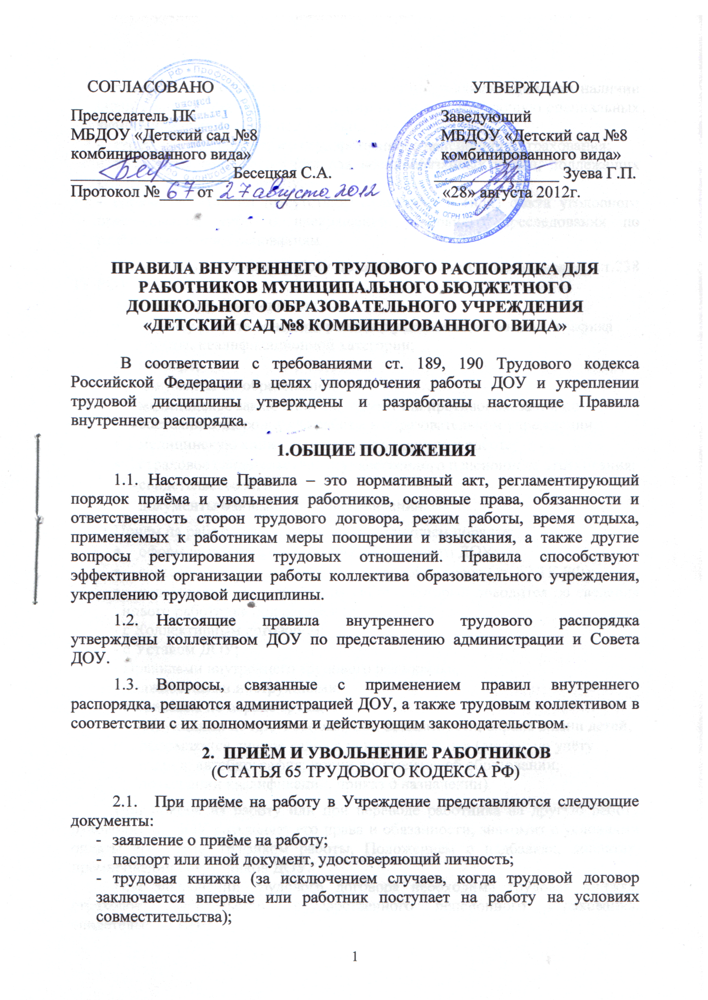 СОГЛАСОВАНО
Председатель ПК
МБДОУ «Детский сад №8
комбинированного вида»
Бесецкая С.А.
Протокол № 67 от 27 августа 2012
УТВЕРЖДАЮ
Заведующий
МБДОУ «Детский сад №8
комбинированного вида»
Зуева Г.П.
«28» августа 2012г.
ПРАВИЛА ВНУТРЕННЕГО ТРУДОВОГО РАСПОРЯДКА ДЛЯ
РАБОТНИКОВ МУНИЦИПАЛЬНОГО БЮДЖЕТНОГО
ДОШКОЛЬНОГО ОБРАЗОВАТЕЛЬНОГО УЧРЕЖДЕНИЯ
«ДЕТСКИЙ САД №8 КОМБИНИРОВАННОГО ВИДА»
В соответствии с требованиями ст. 189, 190 Трудового кодекса
Российской Федерации в целях упорядочения работы ДОУ и укреплении
трудовой дисциплины утверждены и разработаны настоящие Правила
внутреннего распорядка.
1.ОБЩИЕ ПОЛОЖЕНИЯ
1.1. Настоящие Правила – это нормативный акт, регламентирующий
порядок приёма и увольнения работников, основные права, обязанности и
ответственность сторон трудового договора, режим работы, время отдыха,
применяемых к работникам меры поощрении и взыскания, а также другие
вопросы регулирования трудовых отношений. Правила способствуют
эффективной организации работы коллектива образовательного учреждения,
укреплению трудовой дисциплины.
1.2. Настоящие правила внутреннего трудового распорядка
утверждены коллективом ДОУ по представлению администрации и Совета
ДОУ.
1.3. Вопросы, связанные с применением правил внутреннего
распорядка, решаются администрацией ДОУ, а также трудовым коллективом в
соответствии с их полномочиями и действующим законодательством.
2. ПРИЁМ И УВОЛЬНЕНИЕ РАБОТНИКОВ
(СТАТЬЯ 65 ТРУДОВОГО КОДЕКСА РФ)
2.1. При приёме на работу в Учреждение представляются следующие
документы:
- заявление о приёме на работу;
- паспорт или иной документ, удостоверяющий личность;
- трудовая книжка (за исключением случаев, когда трудовой договор
заключается впервые или работник поступает на работу на условиях
совместительства);
1